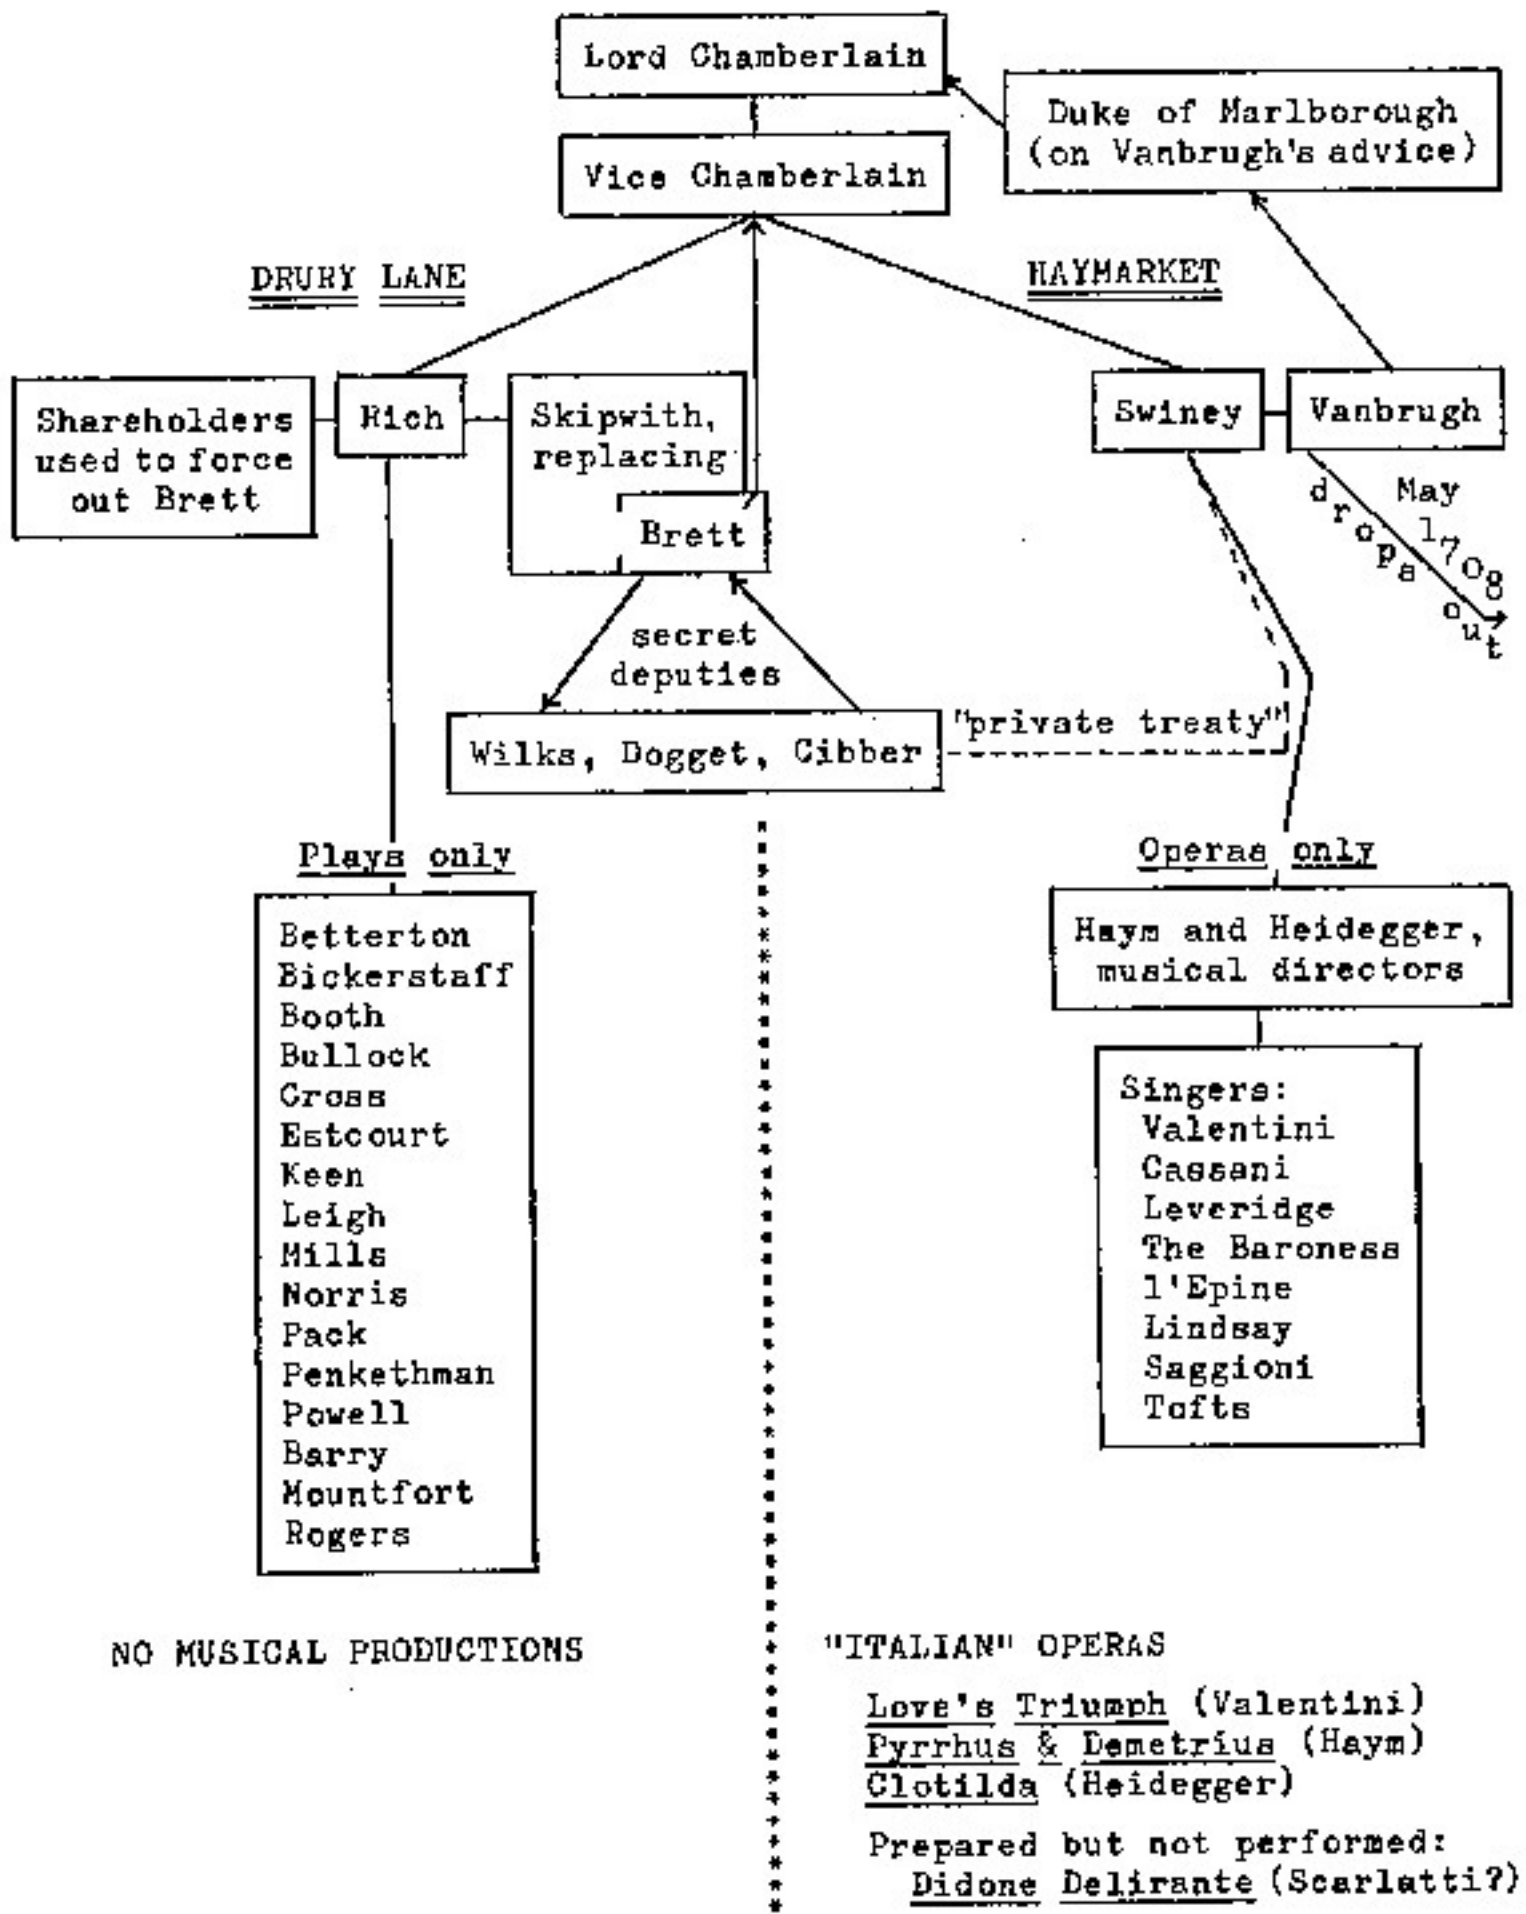 Lord Chamberlain
Duke of Marlborough
(on Vanbrugh's advice)
Vice Chamberlain
DRURY LANE
HAYMARKET
Shareholders
used to force
out Brett
Rich
Skipwith,
replacing
Brett
Swiney
Vanbrugh
May
1708
drops out
secret
deputies
Wilks, Dogget, Cibber
"private treaty"
Plays only
Betterton
Bickerstaff
Booth
Bullock
Cross
Estcourt
Keen
Leigh
Mills
Norris
Pack
Penkethman
Powell
Barry
Mountfort
Rogers
NO MUSICAL PRODUCTIONS
Operas only
Haym and Heidegger,
musical directors
Singers:
Valentini
Cassani
Leveridge
The Baroness
l'Epine
Lindsay
Saggioni
Tofts
"ITALIAN" OPERAS
Love's Triumph (Valentini)
Pyrrhus & Demetrius (Haym)
Clotilda (Heidegger)
Prepared but not performed:
Didone Delirante (Scarlatti?)